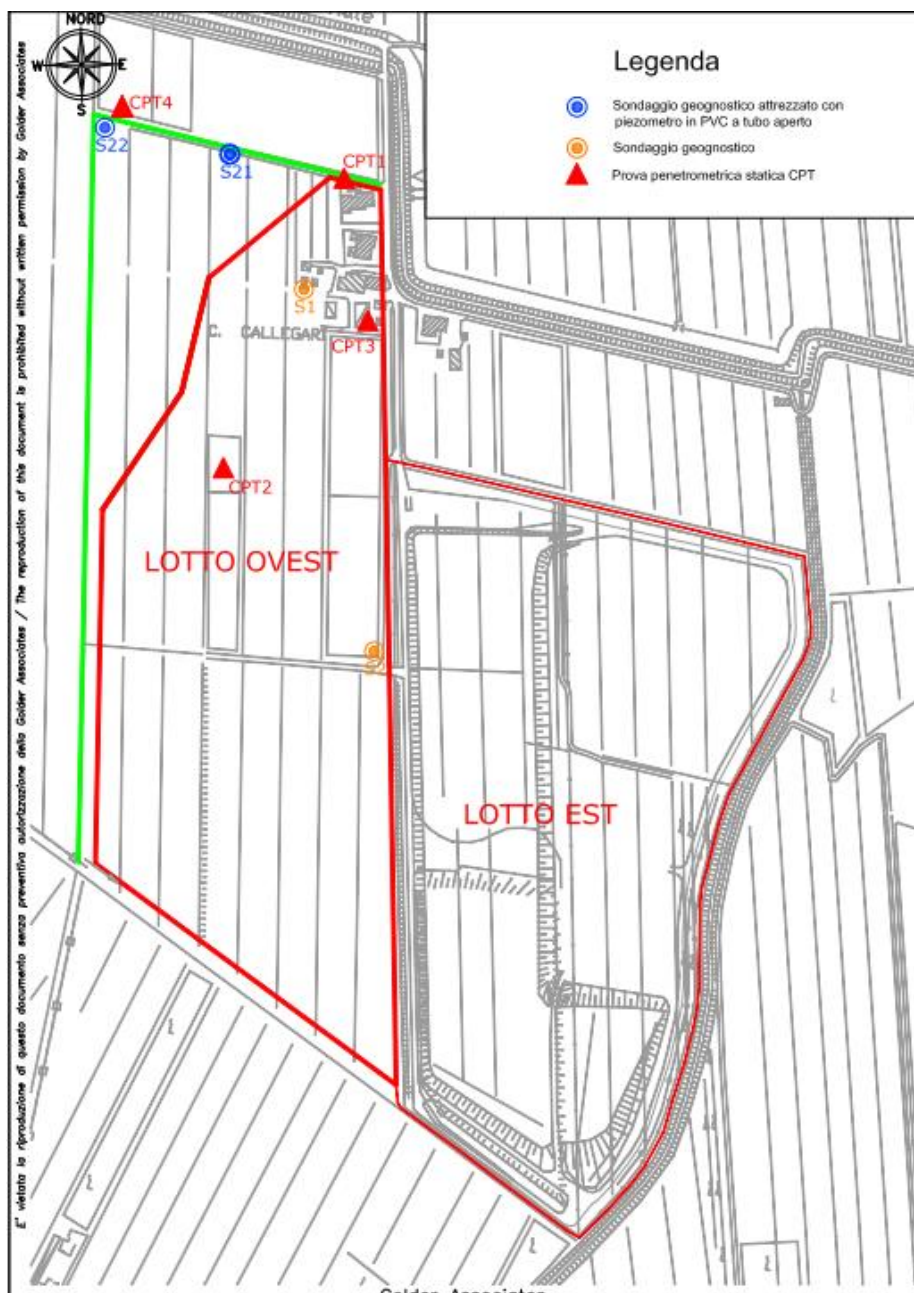 NORD
W
E
S
Legenda
Sondaggio geognostico attrezzato con
piezometro in PVC a tubo aperto
Sondaggio geognostico
Prova penetrometrica statica CPT
CPT4
S22
S21
CPT1
S1
C. CALLEGARI
CPT3
CPT2
LOTTO OVEST
LOTTO EST
E' vietata la riproduzione di questo documento senza preventiva autorizzazione della Golder Associates / The reproduction of this document is prohibited without written permission by Golder Associates
Golder Associates